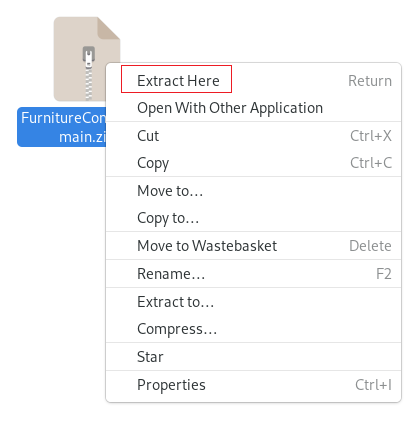 Extract Here Return
FurnitureCon
Open With Other Application
main.zi
Cut Ctrl+X
Copy Ctrl+C
Move to...
Copy to...
Move to Wastebasket Delete
Rename... F2
Extract to...
Compress...
Star
Properties Ctrl+I